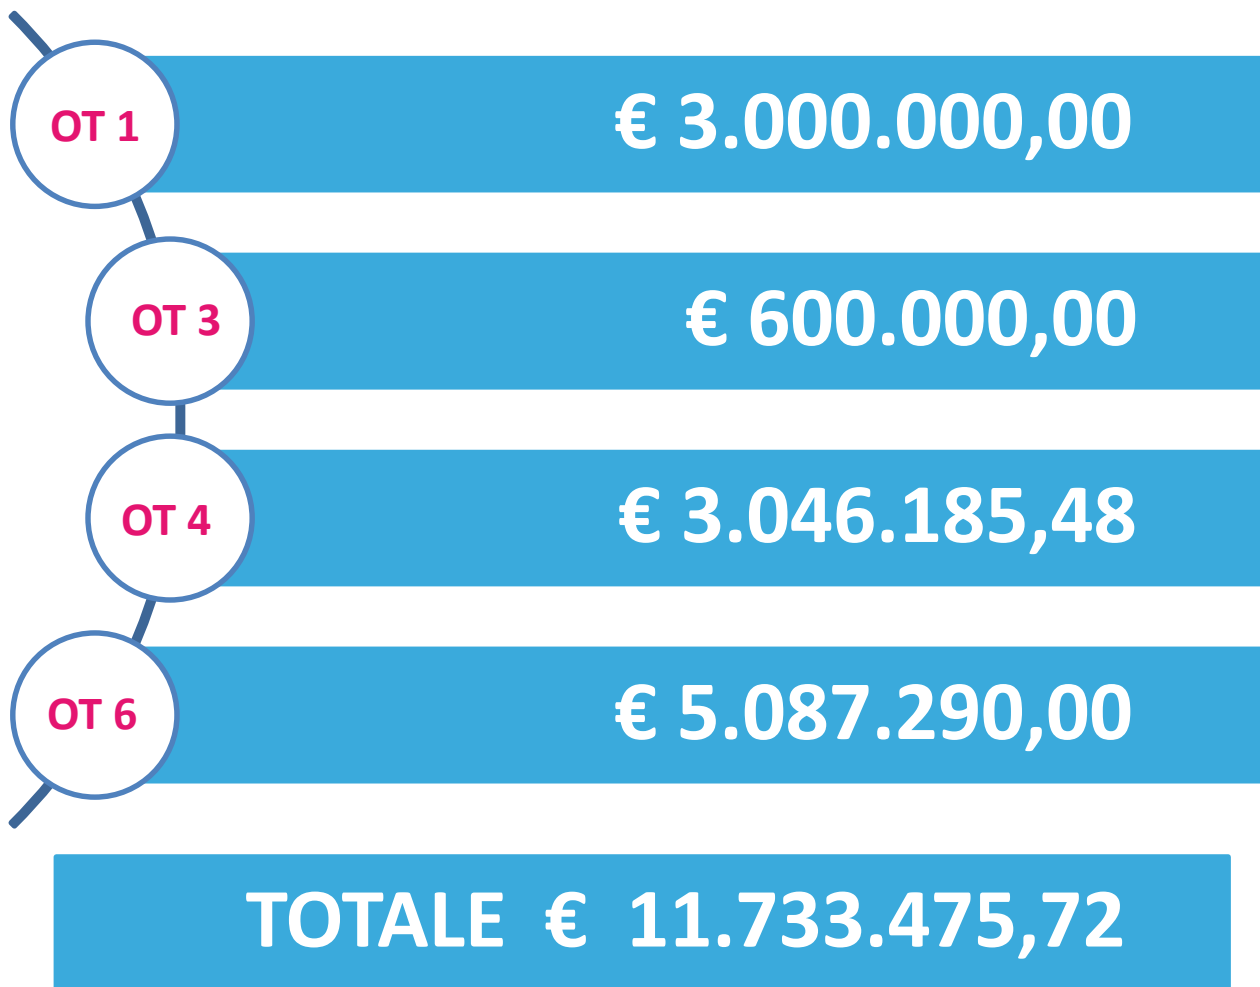 OT 1
€ 3.000.000,00
OT 3
€ 600.000,00
OT 4
€ 3.046.185,48
OT 6
€ 5.087.290,00
TOTALE € 11.733.475,72